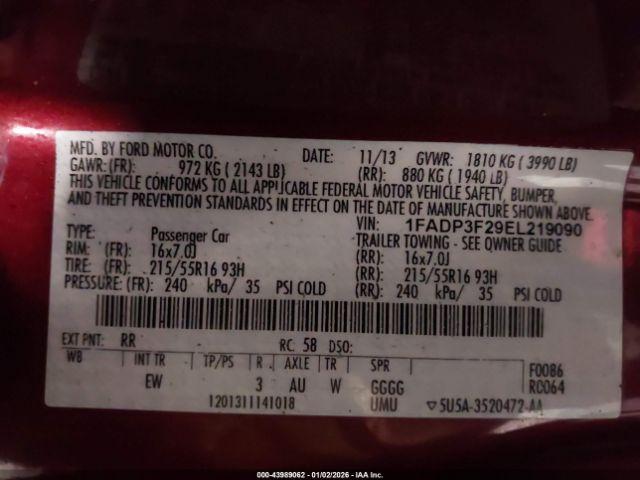 MFD. BY FORD MOTOR CO. DATE: 11/13 GVWR: 1810 KG ( 3990 LB)
GAWR: (FR): 972 KG ( 2143 LB) (RR): 880 KG ( 1940 LB)
THIS VEHICLE CONFORMS TO ALL APPLICABLE FEDERAL MOTOR VEHICLE SAFETY, BUMPER,
AND THEFT PREVENTION STANDARDS IN EFFECT ON THE DATE OF MANUFACTURE SHOWN ABOVE.
VIN: 1FADP3F29EL219090
TYPE: Passenger Car TRAILER TOWING - SEE OWNER GUIDE
RIM: (FR): 16x7.0J (RR): 16x7.0J
TIRE: (FR): 215/55R16 93H (RR): 215/55R16 93H
PRESSURE: (FR): 240 kPa/ 35 PSI COLD (RR): 240 kPa/ 35 PSI COLD
EXT PNT: RR RC: 58 DSO:
WB INT TR TP/PS R AXLE TR SPR F0086
EW 3 AU W GGGG RC064
1201311141018 UMU ▽5U5A-3520472-AA
000-43989062 - 01/02/2026 - IAA Inc.